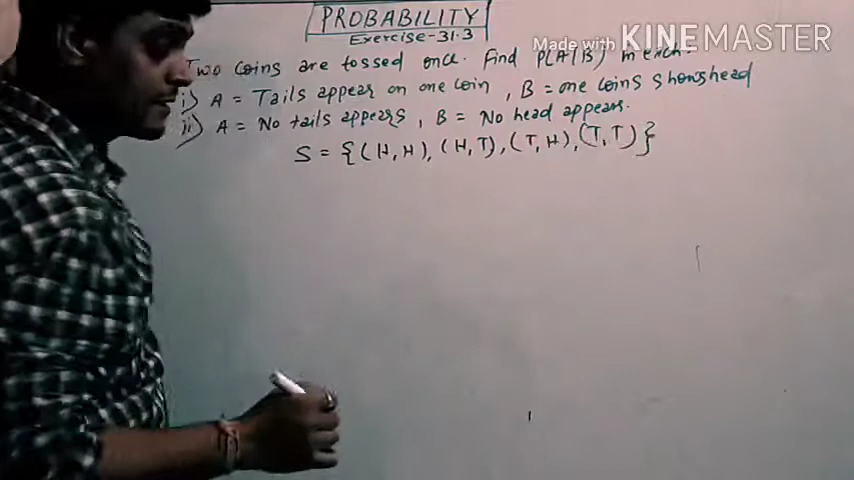 PROBABILITY
Exercise-31.3
Made with KINEMASTER
Two coins are tossed once. Find P(A/B) in each.
i) A = Tails appear on one coin , B = one coins shows head
ii) A = No tails appears , B = No head appears.
S = {(H,H), (H,T), (T,H), (T,T)}